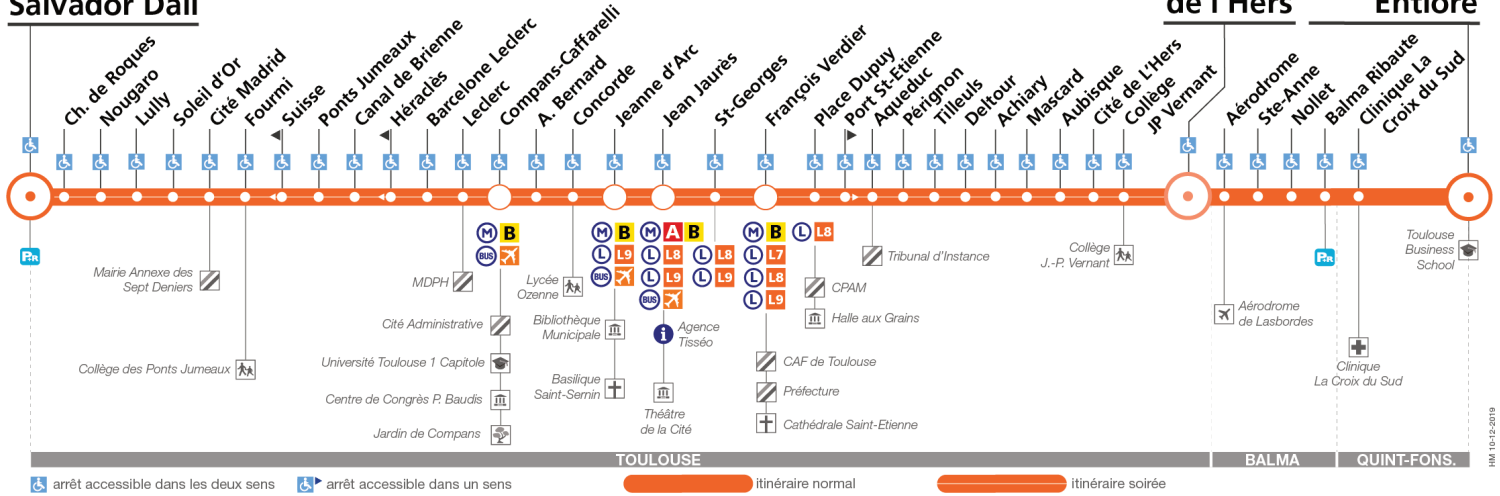 Salvador Dali
de l'Hers
Entiore
Ch. de Roques
Nougaro
Lully
Soleil d'Or
Cité Madrid
Fourmi
Suisse
Ponts Jumeaux
Canal de Brienne
Héraclès
Barcelone Leclerc
Leclerc
Compans-Caffarelli
A. Bernard
Concorde
Jeanne d'Arc
Jean Jaurès
St-Georges
François Verdier
Place Dupuy
Port St-Etienne
Aqueduc
Pérignon
Tilleuls
Deltour
Achiary
Mascard
Aubisque
Cité de L'Hers
Collège
JP Vernant
Aérodrome
Ste-Anne
Nollet
Balma Ribaute
Clinique La
Croix du Sud
P+R
Mairie Annexe des
Sept Deniers
Collège des Ponts Jumeaux
MDPH
M B
BUS
Cité Administrative
Université Toulouse 1 Capitole
Centre de Congrès P. Baudis
Jardin de Compans
Lycée
Ozenne
M B
L L9
BUS
Bibliothèque
Municipale
Basilique
Saint-Sernin
M A B
L L8
L L9
BUS
i
Agence
Tisséo
Théâtre
de la Cité
L L8
L L9
M B
L L7
L L8
L L9
CAF de Toulouse
Préfecture
Cathédrale Saint-Etienne
L L8
CPAM
Halle aux Grains
Tribunal d'Instance
Collège
J.-P. Vernant
Aérodrome
de Lasbordes
P+R
Clinique
La Croix du Sud
Toulouse
Business
School
TOULOUSE
BALMA
QUINT-FONS.
arrêt accessible dans les deux sens
arrêt accessible dans un sens
itinéraire normal
itinéraire soirée
HM 10-12-2019